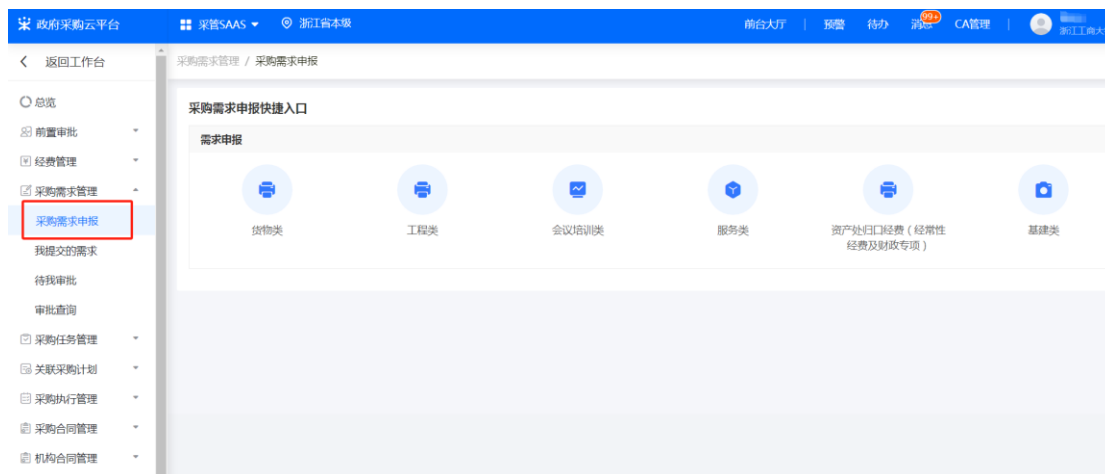 政府采购云平台
采管SAAS
浙江省本级
前台大厅 | 预警 待办 消息 99+ CA管理 |
浙江工商大
返回工作台
采购需求管理 / 采购需求申报
总览
前置审批
经费管理
采购需求管理
采购需求申报
我提交的需求
待我审批
审批查询
采购任务管理
关联采购计划
采购执行管理
采购合同管理
机构合同管理
采购需求申报快捷入口
需求申报
货物类
工程类
会议培训类
服务类
资产处归口经费（经常性
经费及财政专项）
基建类